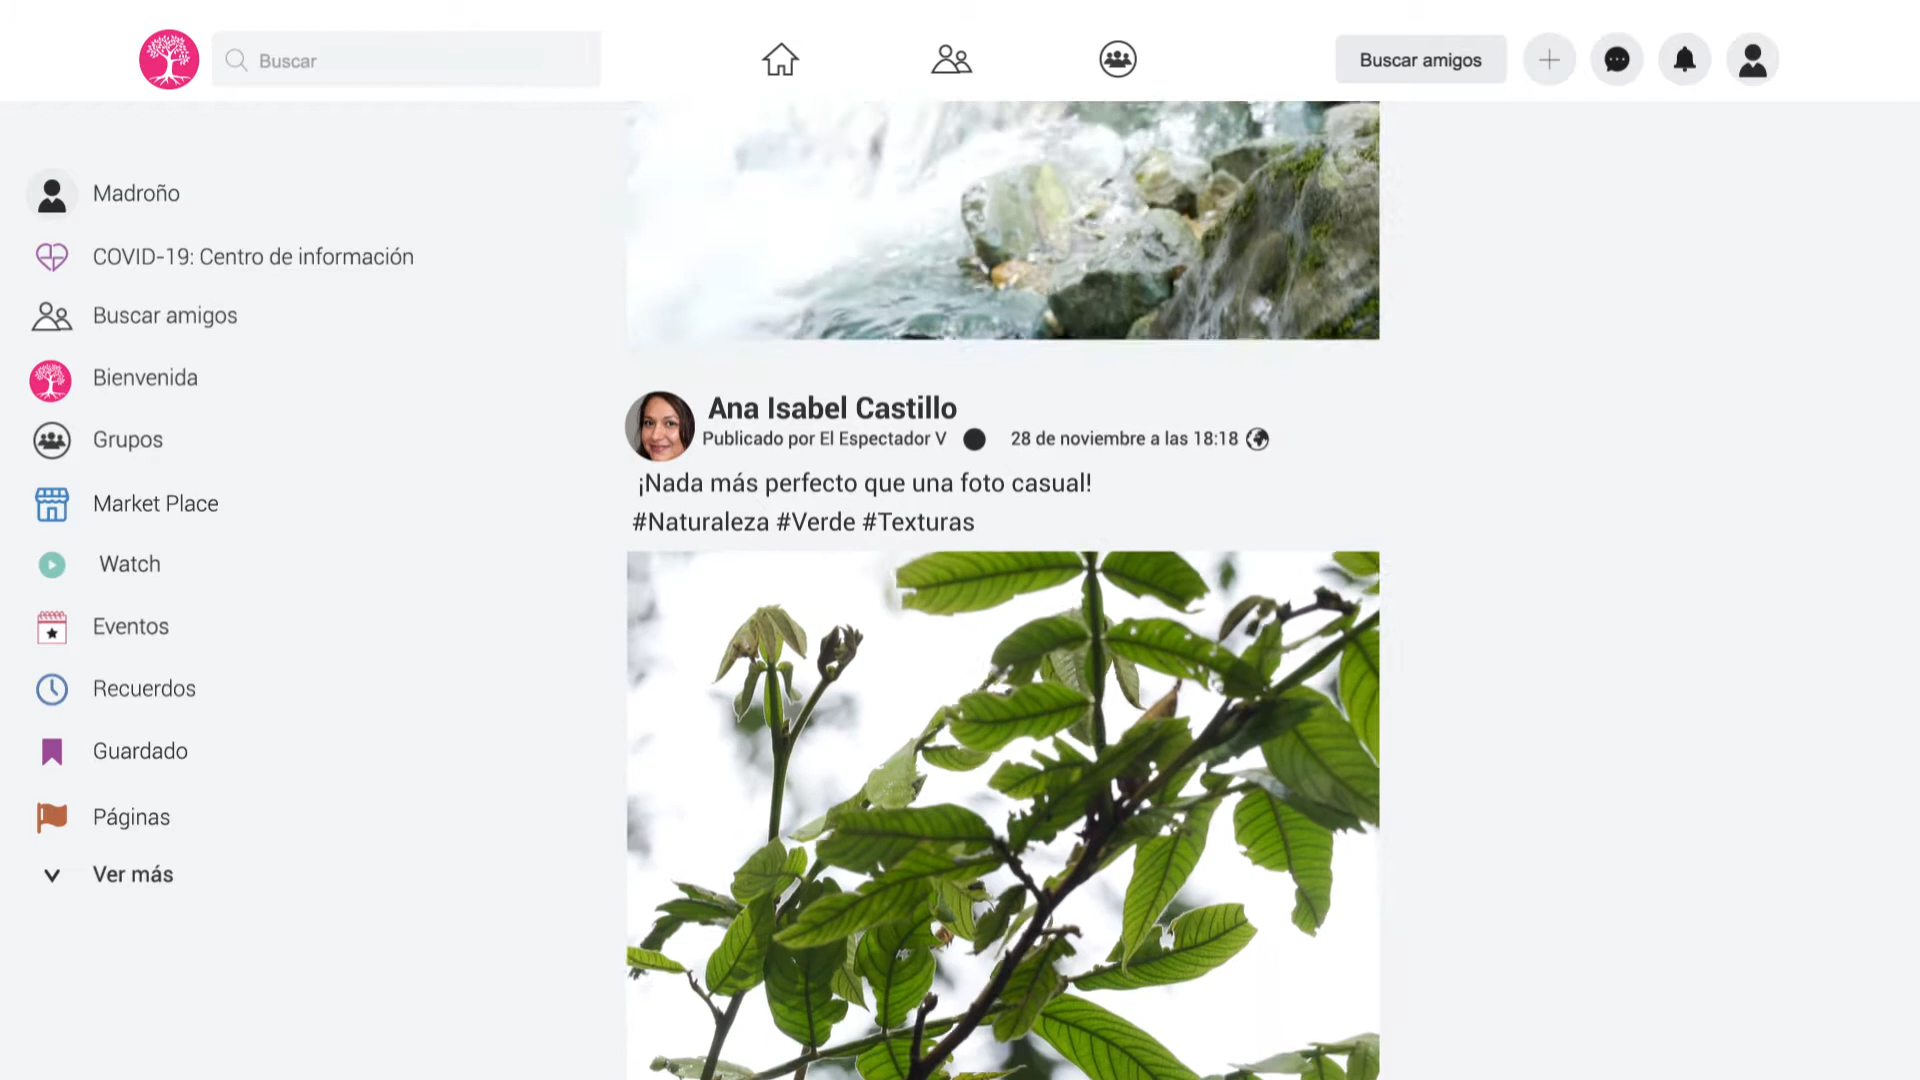 Buscar
Buscar amigos
Madroño
COVID-19: Centro de información
Buscar amigos
Bienvenida
Grupos
Market Place
Watch
Eventos
Recuerdos
Guardado
Páginas
Ver más
Ana Isabel Castillo
Publicado por El Espectador V 28 de noviembre a las 18:18
¡Nada más perfecto que una foto casual!
#Naturaleza #Verde #Texturas